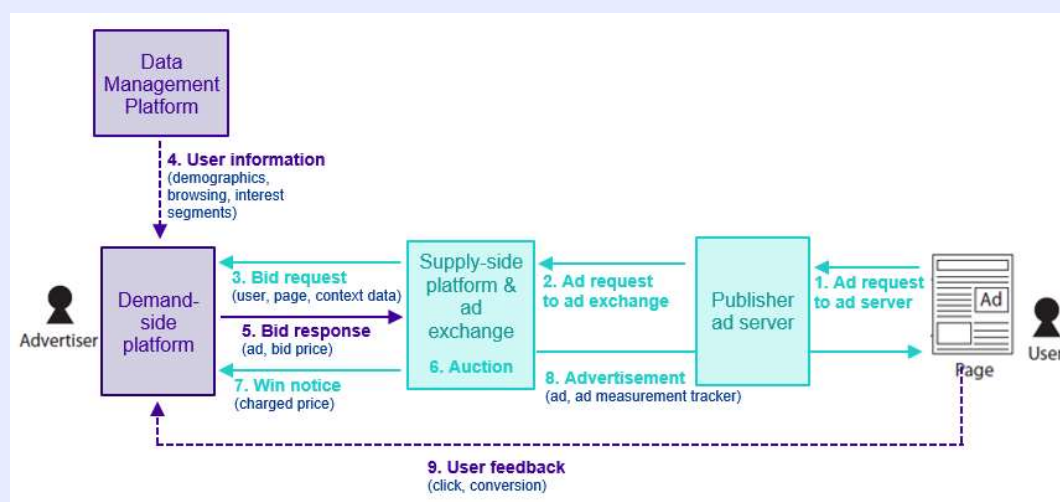 Data
Management
Platform
4. User information
(demographics,
browsing, interest
segments)
Advertiser
Demand-
side
platform
3. Bid request
(user, page, context data)
5. Bid response
(ad, bid price)
7. Win notice
(charged price)
Supply-side
platform &
ad
exchange
6. Auction
2. Ad request
to ad exchange
8. Advertisement
(ad, ad measurement tracker)
Publisher
ad server
1. Ad request
to ad server
Ad
Page
User
9. User feedback
(click, conversion)